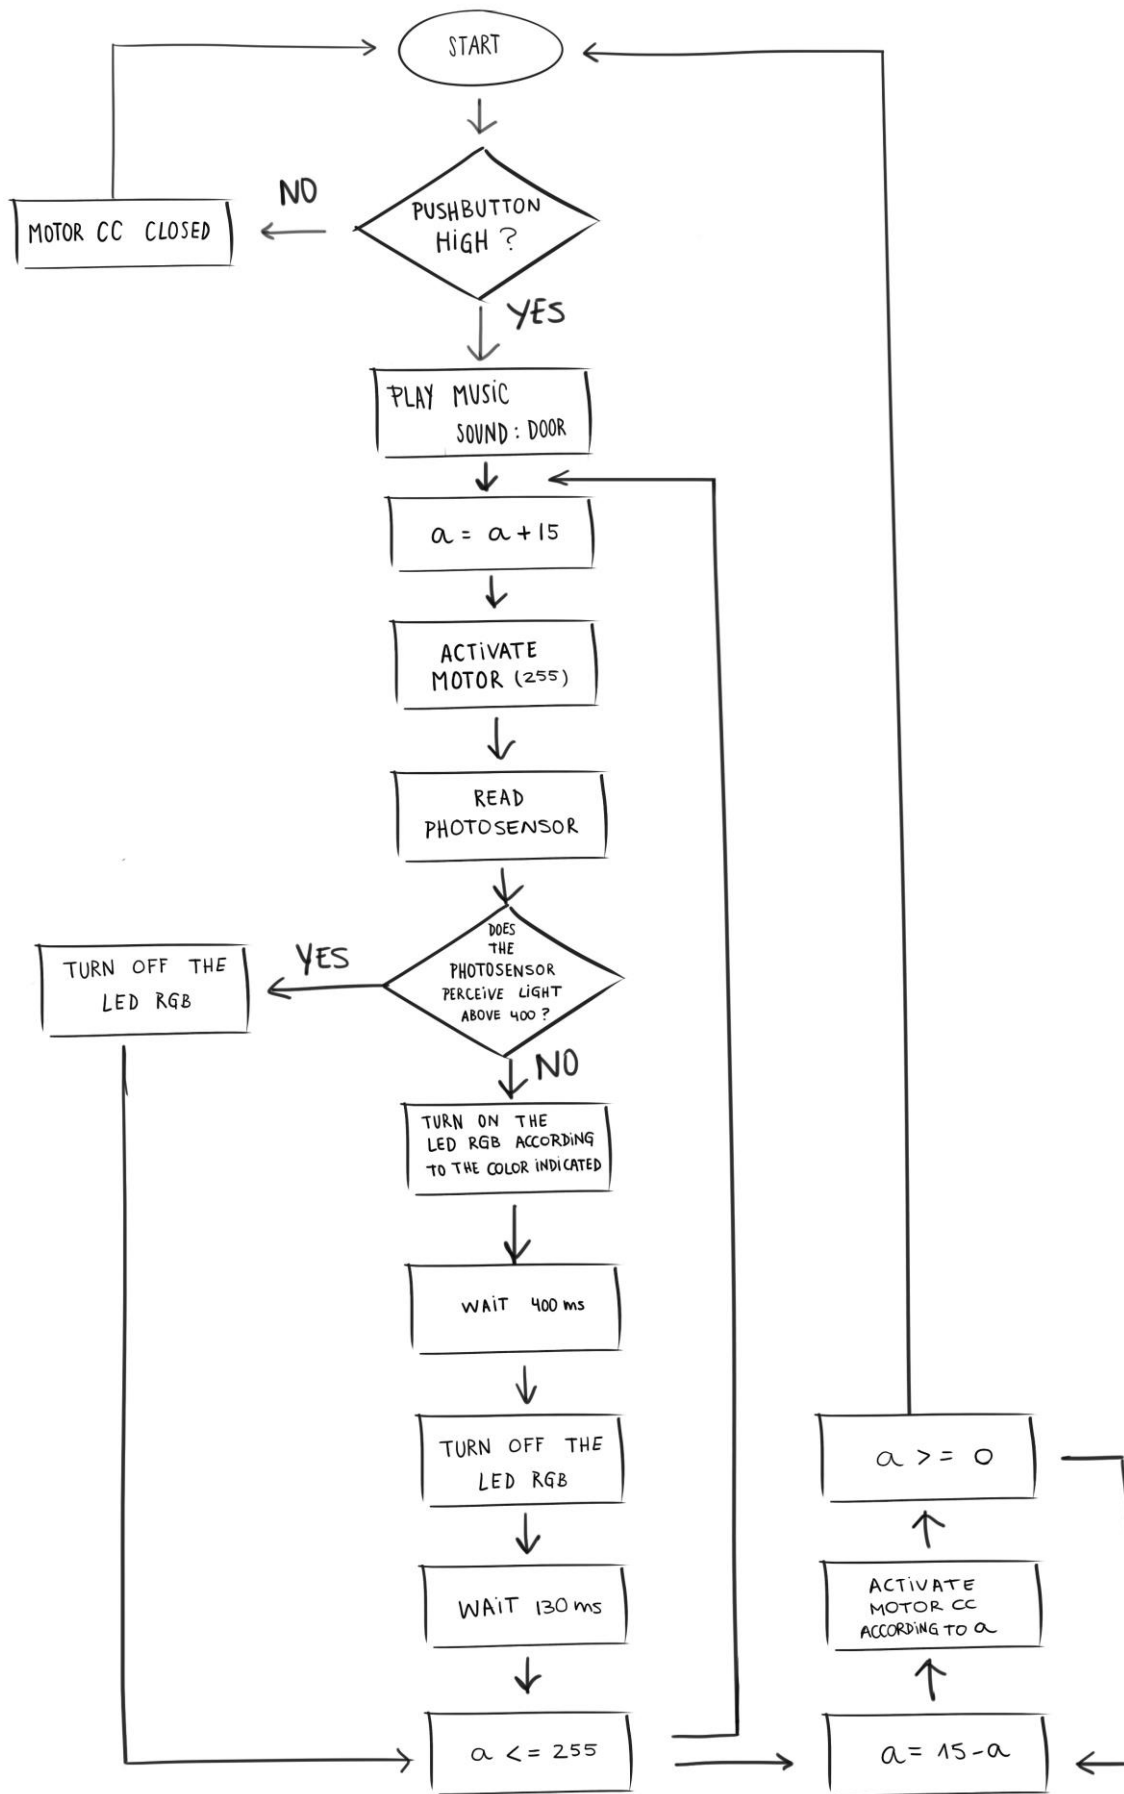 START
PUSHBUTTON
HiGH ?
NO
MOTOR CC CLOSED
YES
PLAY MUSiC
SOUND : DOOR
a = a + 15
ACTiVATE
MOTOR (255)
READ
PHOTOSENSOR
DOES
THE
PHOTOSENSOR
PERCEiVE LiGHT
ABOVE 400 ?
YES
TURN OFF THE
LED RGB
NO
TURN ON THE
LED RGB ACCORDiNG
TO THE COLOR iNDiCATED
WAiT 400 ms
TURN OFF THE
LED RGB
WAiT 130 ms
a <= 255
a = 15 - a
ACTiVATE
MOTOR CC
ACCORDiNG TO a
a >= 0